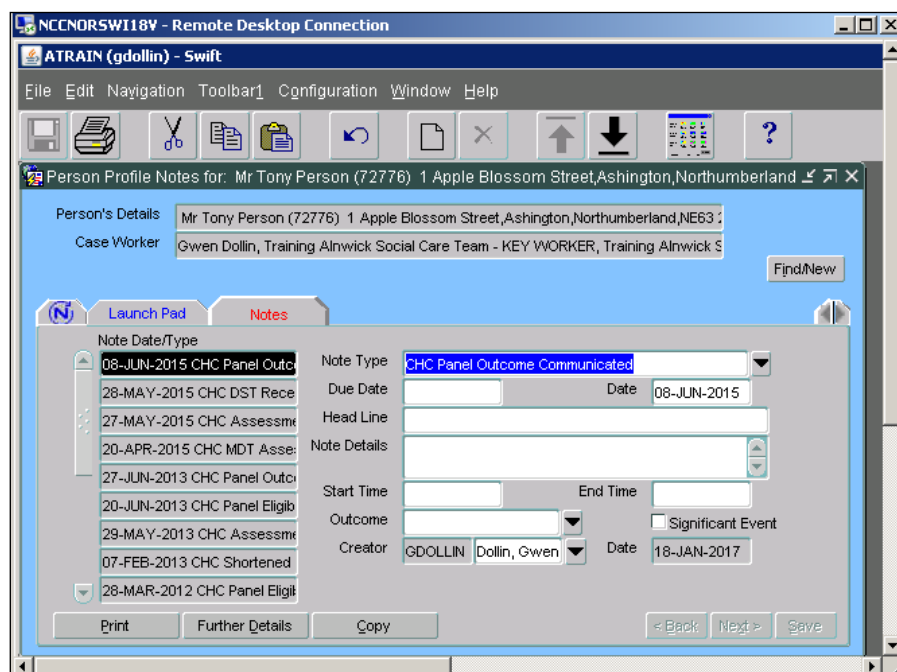 NCCNORSWI18V - Remote Desktop Connection
ATRAIN (gdollin) - Swift
File Edit Navigation Toolbar1 Configuration Window Help
Person Profile Notes for: Mr Tony Person (72776) 1 Apple Blossom Street,Ashington,Northumberland
Person's Details Mr Tony Person (72776) 1 Apple Blossom Street,Ashington,Northumberland,NE63
Case Worker Gwen Dollin, Training Alnwick Social Care Team - KEY WORKER, Training Alnwick S
Find/New
N Launch Pad Notes
Note Date/Type
08-JUN-2015 CHC Panel Outc
28-MAY-2015 CHC DST Rece
27-MAY-2015 CHC Assessme
20-APR-2015 CHC MDT Asse
27-JUN-2013 CHC Panel Outc
20-JUN-2013 CHC Panel Eligib
29-MAY-2013 CHC Assessme
07-FEB-2013 CHC Shortened
28-MAR-2012 CHC Panel Eligib
Note Type CHC Panel Outcome Communicated
Due Date Date 08-JUN-2015
Head Line
Note Details
Start Time End Time
Outcome Significant Event
Creator GDOLLIN Dollin, Gwen Date 18-JAN-2017
Print Further Details Copy < Back Next > Save